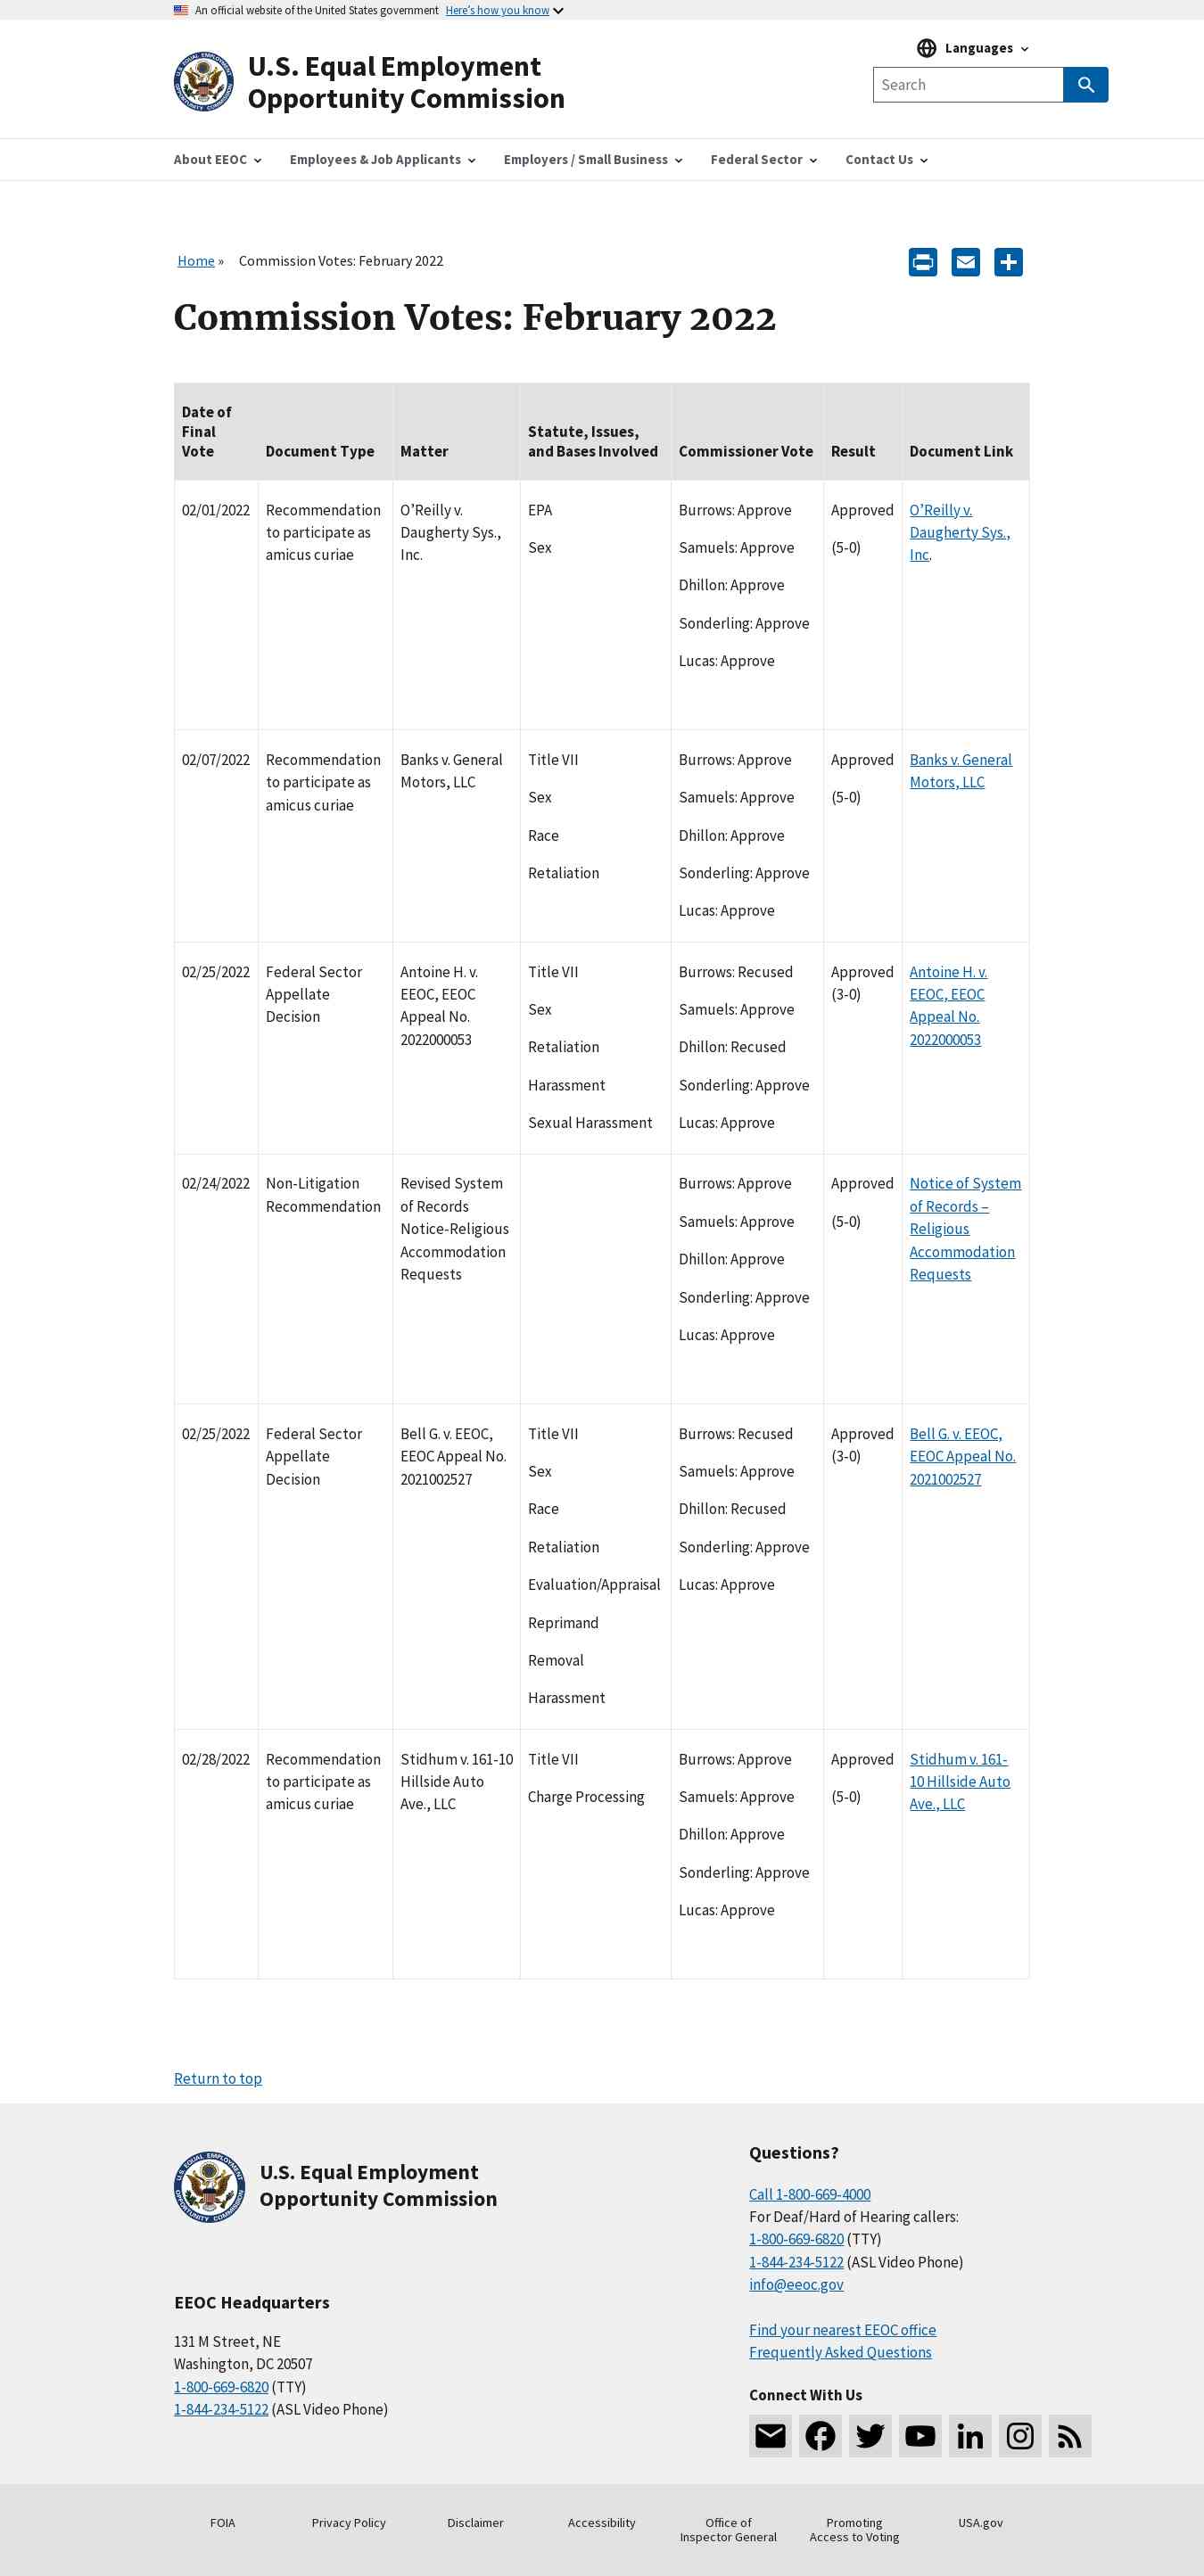 An official website of the United States government Here's how you know
Languages
U.S. Equal Employment
Opportunity Commission
Search
About EEOC
Employees & Job Applicants
Employers / Small Business
Federal Sector
Contact Us
Home » Commission Votes: February 2022
Commission Votes: February 2022
Date of
Final
Vote
Document Type
Matter
Statute, Issues,
and Bases Involved
Commissioner Vote
Result
Document Link
02/01/2022
Recommendation
to participate as
amicus curiae
O’Reilly v.
Daugherty Sys.,
Inc.
EPA
Sex
Burrows: Approve
Samuels: Approve
Dhillon: Approve
Sonderling: Approve
Lucas: Approve
Approved
(5-0)
O’Reilly v.
Daugherty Sys.,
Inc.
02/07/2022
Recommendation
to participate as
amicus curiae
Banks v. General
Motors, LLC
Title VII
Sex
Race
Retaliation
Burrows: Approve
Samuels: Approve
Dhillon: Approve
Sonderling: Approve
Lucas: Approve
Approved
(5-0)
Banks v. General
Motors, LLC
02/25/2022
Federal Sector
Appellate
Decision
Antoine H. v.
EEOC, EEOC
Appeal No.
2022000053
Title VII
Sex
Retaliation
Harassment
Sexual Harassment
Burrows: Recused
Samuels: Approve
Dhillon: Recused
Sonderling: Approve
Lucas: Approve
Approved
(3-0)
Antoine H. v.
EEOC, EEOC
Appeal No.
2022000053
02/24/2022
Non-Litigation
Recommendation
Revised System
of Records
Notice-Religious
Accommodation
Requests
Burrows: Approve
Samuels: Approve
Dhillon: Approve
Sonderling: Approve
Lucas: Approve
Approved
(5-0)
Notice of System
of Records –
Religious
Accommodation
Requests
02/25/2022
Federal Sector
Appellate
Decision
Bell G. v. EEOC,
EEOC Appeal No.
2021002527
Title VII
Sex
Race
Retaliation
Evaluation/Appraisal
Reprimand
Removal
Harassment
Burrows: Recused
Samuels: Approve
Dhillon: Recused
Sonderling: Approve
Lucas: Approve
Approved
(3-0)
Bell G. v. EEOC,
EEOC Appeal No.
2021002527
02/28/2022
Recommendation
to participate as
amicus curiae
Stidhum v. 161-10
Hillside Auto
Ave., LLC
Title VII
Charge Processing
Burrows: Approve
Samuels: Approve
Dhillon: Approve
Sonderling: Approve
Lucas: Approve
Approved
(5-0)
Stidhum v. 161-
10 Hillside Auto
Ave., LLC
Return to top
U.S. Equal Employment
Opportunity Commission
EEOC Headquarters
131 M Street, NE
Washington, DC 20507
1-800-669-6820 (TTY)
1-844-234-5122 (ASL Video Phone)
Questions?
Call 1-800-669-4000
For Deaf/Hard of Hearing callers:
1-800-669-6820 (TTY)
1-844-234-5122 (ASL Video Phone)
info@eeoc.gov
Find your nearest EEOC office
Frequently Asked Questions
Connect With Us
FOIA
Privacy Policy
Disclaimer
Accessibility
Office of
Inspector General
Promoting
Access to Voting
USA.gov